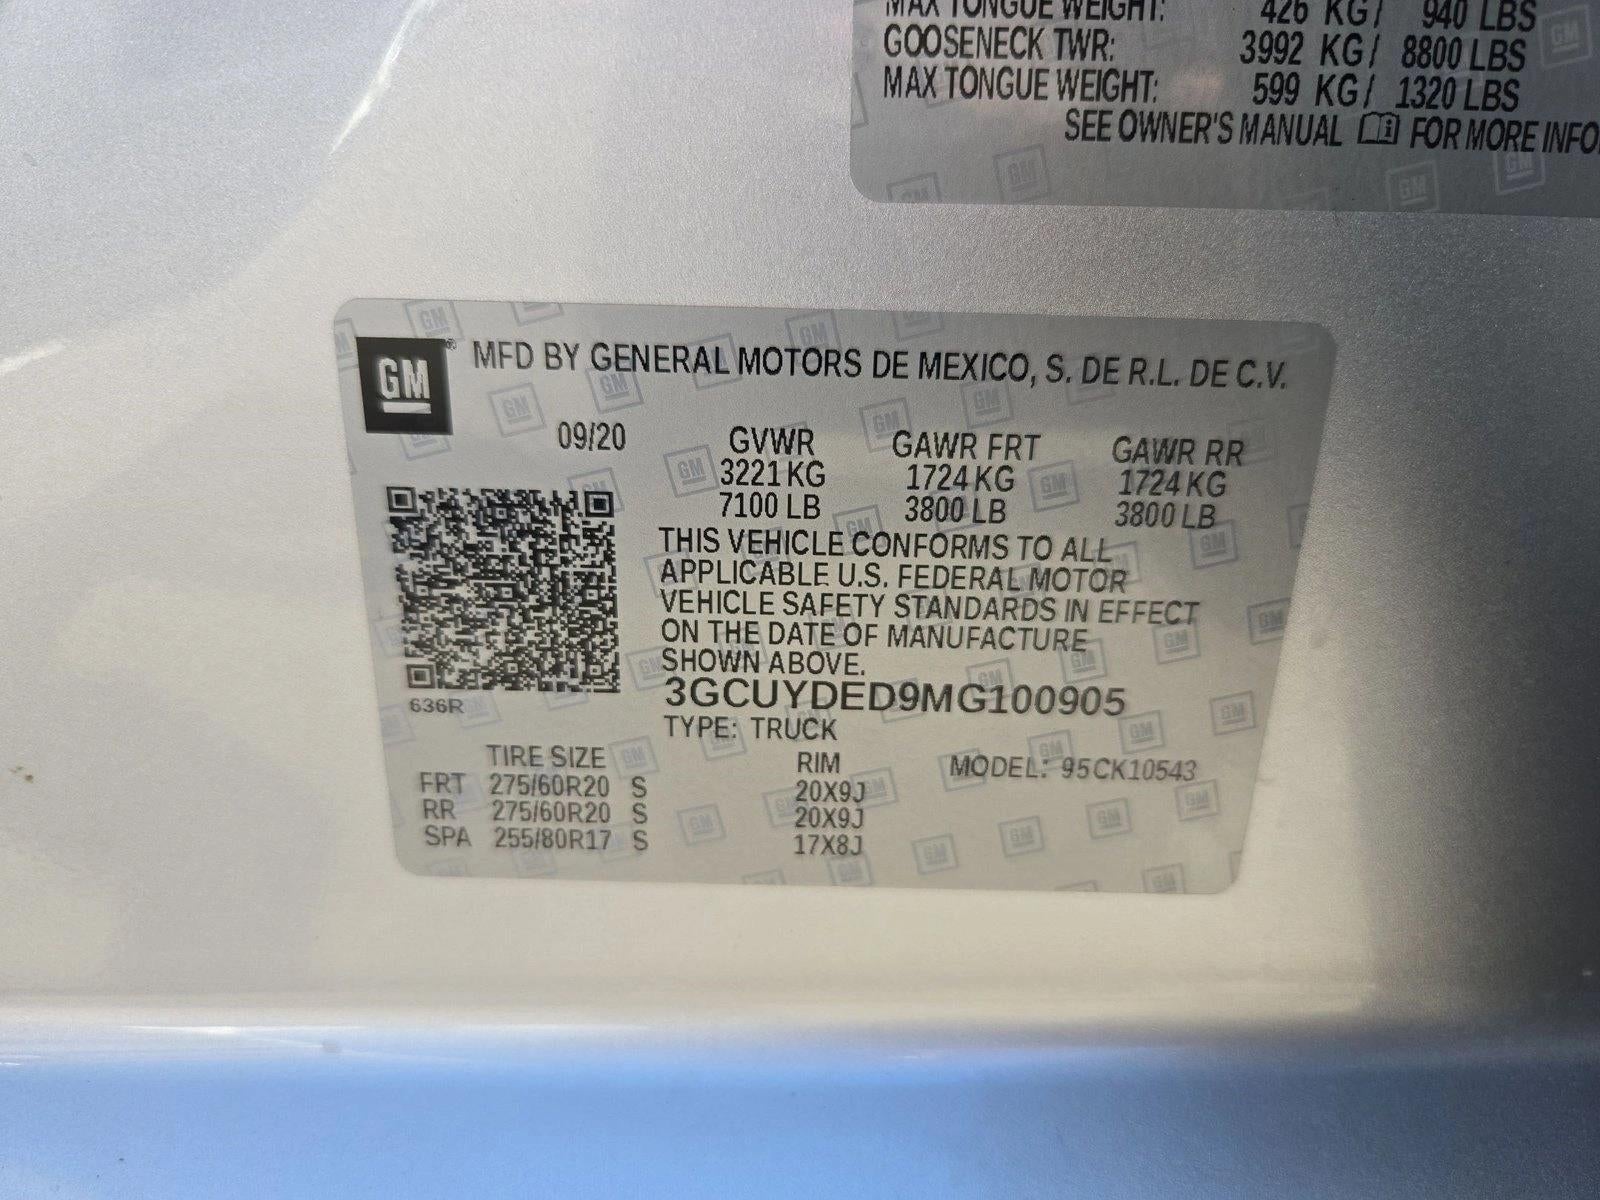 MAX TONGUE WEIGHT: 426 KG/ 940 LBS
GOOSENECK TWR: 3992 KG/ 8800 LBS
MAX TONGUE WEIGHT: 599 KG/ 1320 LBS
SEE OWNER'S MANUAL FOR MORE INFO
GM® MFD BY GENERAL MOTORS DE MEXICO, S. DE R.L. DE C.V.
09/20 GVWR GAWR FRT GAWR RR
3221 KG 1724 KG 1724 KG
7100 LB 3800 LB 3800 LB
THIS VEHICLE CONFORMS TO ALL
APPLICABLE U.S. FEDERAL MOTOR
VEHICLE SAFETY STANDARDS IN EFFECT
ON THE DATE OF MANUFACTURE
SHOWN ABOVE.
636R 3GCUYDED9MG100905
TYPE: TRUCK
TIRE SIZE RIM MODEL: 95CK10543
FRT 275/60R20 S 20X9J
RR 275/60R20 S 20X9J
SPA 255/80R17 S 17X8J